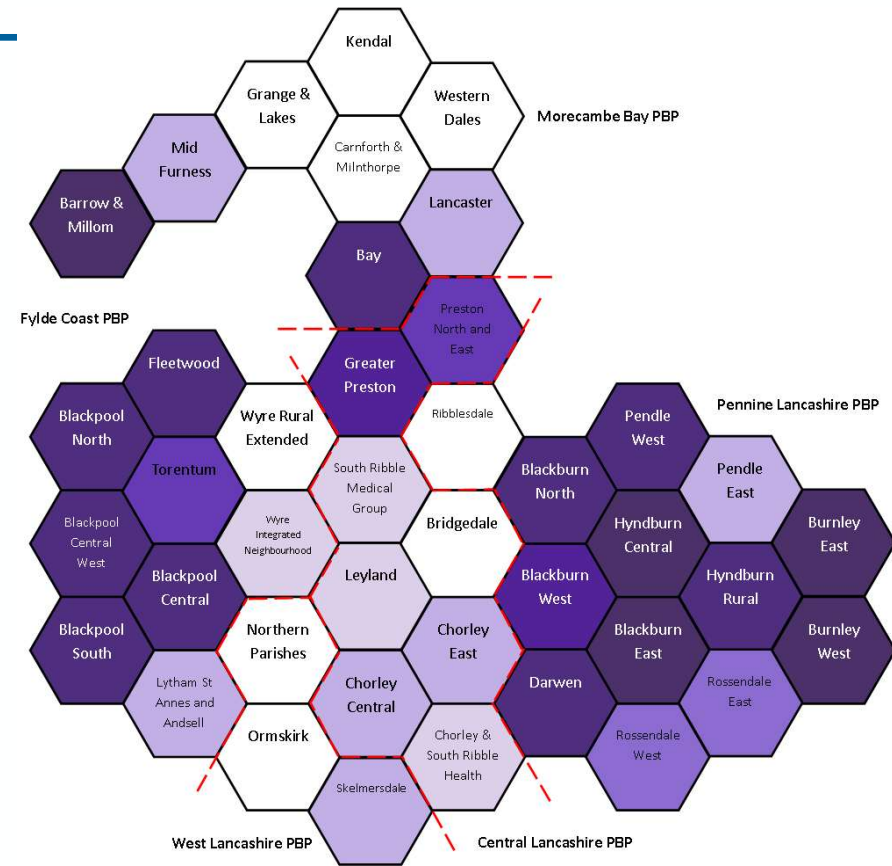 Kendal
Grange &
Lakes
Western
Dales
Morecambe Bay PBP
Mid
Furness
Carnforth &
Milnthorpe
Barrow &
Millom
Lancaster
Bay
Fylde Coast PBP
Preston
North and
East
Fleetwood
Greater
Preston
Blackpool
North
Wyre Rural
Extended
Ribblesdale
Pendle
West
Pennine Lancashire PBP
Torentum
South Ribble
Medical
Group
Blackburn
North
Pendle
East
Blackpool
Central
West
Wyre
Integrated
Neighbourhood
Bridgedale
Hyndburn
Central
Burnley
East
Blackpool
Central
Leyland
Blackburn
West
Hyndburn
Rural
Blackpool
South
Northern
Parishes
Chorley
East
Blackburn
East
Burnley
West
Lytham St
Annes and
Andsell
Chorley
Central
Darwen
Rossendale
East
Ormskirk
Chorley &
South Ribble
Health
Rossendale
West
Skelmersdale
West Lancashire PBP
Central Lancashire PBP